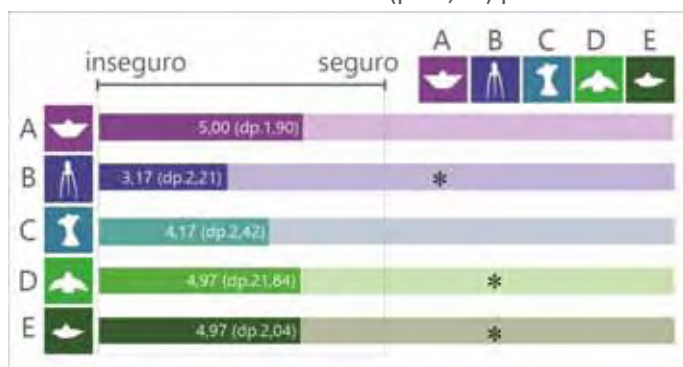 A B C D E
inseguro seguro
A 5,00 (dp.1,90)
B 3,17 (dp.2,21) *
C 4,17 (dp.2,42)
D 4,97 (dp.21,64) *
E 4,97 (dp.2,04) *